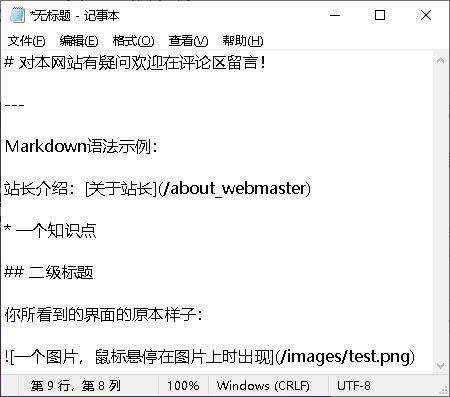 *无标题 - 记事本
文件(F) 编辑(E) 格式(O) 查看(V) 帮助(H)
# 对本网站有疑问欢迎在评论区留言！
---
Markdown语法示例：
站长介绍：[关于站长](/about_webmaster)
* 一个知识点
## 二级标题
你所看到的界面的原本样子：
![一个图片，鼠标悬停在图片上时出现](/images/test.png)
第 9 行，第 8 列 100% Windows (CRLF) UTF-8